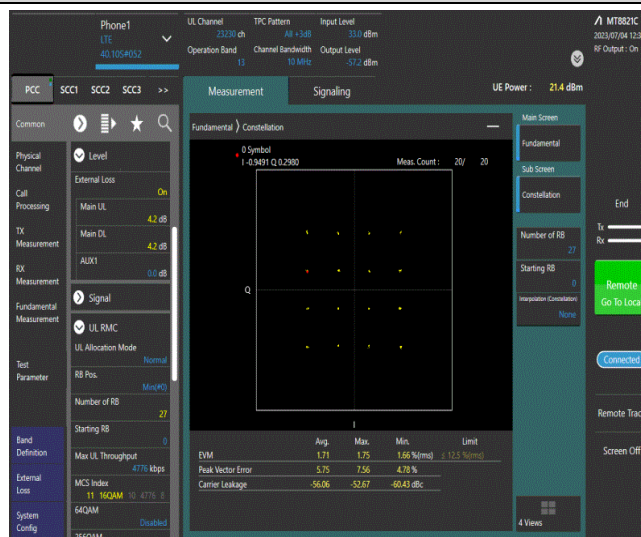 Phone1
LTE
40.105#052
UL Channel TPC Pattern Input Level
23230 ch All +3dB 33.0 dBm
Operation Band Channel Bandwidth Output Level
13 10 MHz -57.2 dBm
MT8821C
2023/07/04 12:3
RF Output : On
PCC SCC1 SCC2 SCC3 >>
Measurement Signaling
UE Power : 21.4 dBm
Common
Physical Channel
Call Processing
TX Measurement
RX Measurement
Fundamental Measurement
Test Parameter
Band Definition
External Loss
System Config
Level
External Loss
On
Main UL
4.2 dB
Main DL
4.2 dB
AUX1
0.0 dB
Signal
UL RMC
UL Allocation Mode
Normal
RB Pos.
Min(#0)
Number of RB
27
Starting RB
0
Max UL Throughput
4776 kbps
MCS Index
11 16QAM 10 4776 8
64QAM
Disabled
256QAM
Fundamental Constellation
0 Symbol
I -0.9491 Q 0.2980 Meas. Count : 20/ 20
Q
I
Avg. Max. Min. Limit
EVM 1.71 1.75 1.66 %(rms) ≤ 12.5 %(rms)
Peak Vector Error 5.75 7.56 4.78 %
Carrier Leakage -56.06 -52.67 -60.43 dBc
Main Screen
Fundamental
Sub Screen
Constellation
Number of RB
27
Starting RB
0
Interpolation (Constellation)
None
4 Views
End
Tx
Rx
Remote
Go To Loca
Connected
Remote Trac
Screen Off